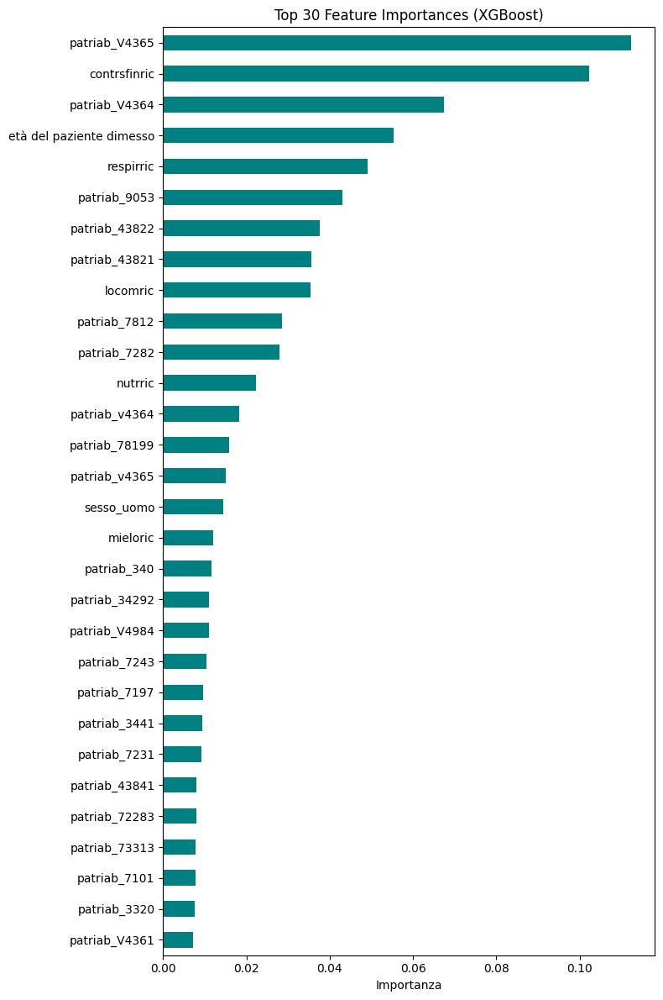 Top 30 Feature Importances (XGBoost)
patriab_V4365
contrsfinric
patriab_V4364
età del paziente dimesso
respirric
patriab_9053
patriab_43822
patriab_43821
locomric
patriab_7812
patriab_7282
nutrric
patriab_v4364
patriab_78199
patriab_v4365
sesso_uomo
mieloric
patriab_340
patriab_34292
patriab_V4984
patriab_7243
patriab_7197
patriab_3441
patriab_7231
patriab_43841
patriab_72283
patriab_73313
patriab_7101
patriab_3320
patriab_V4361
0.00 0.02 0.04 0.06 0.08 0.10
Importanza